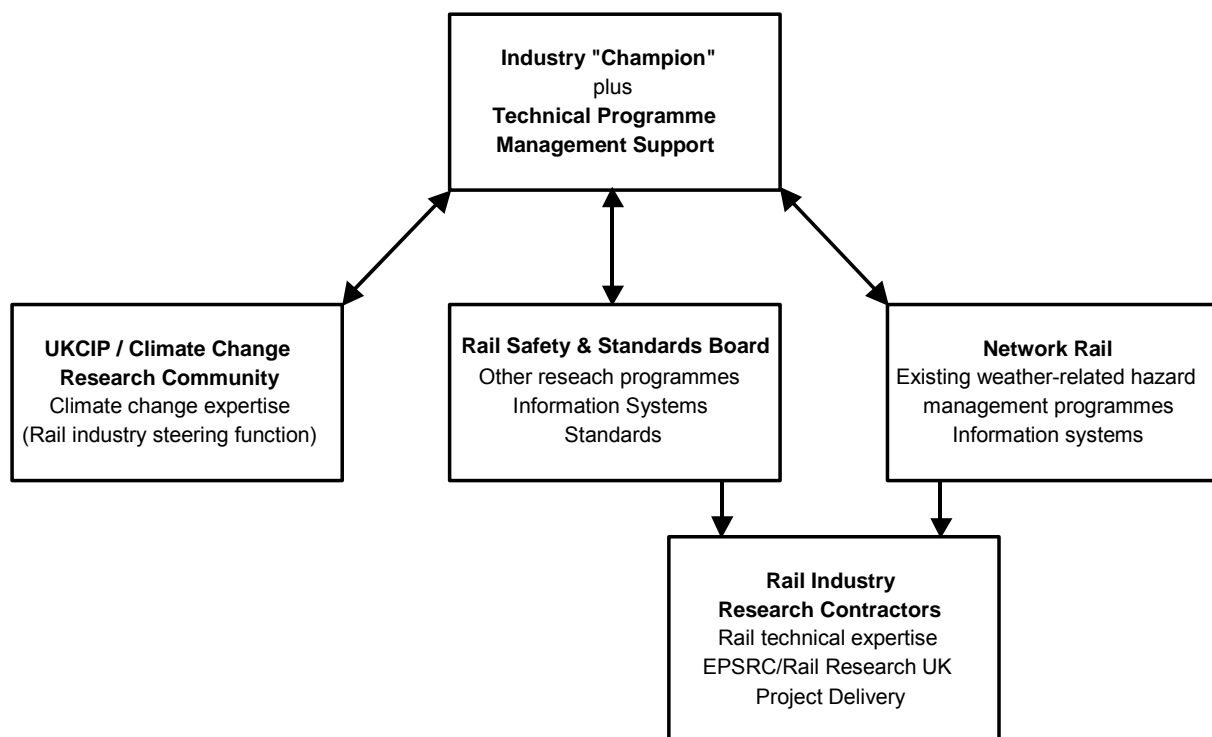 Industry "Champion"
plus
Technical Programme
Management Support
UKCIP / Climate Change
Research Community
Climate change expertise
(Rail industry steering function)
Rail Safety & Standards Board
Other reseach programmes
Information Systems
Standards
Network Rail
Existing weather-related hazard
management programmes
Information systems
Rail Industry
Research Contractors
Rail technical expertise
EPSRC/Rail Research UK
Project Delivery